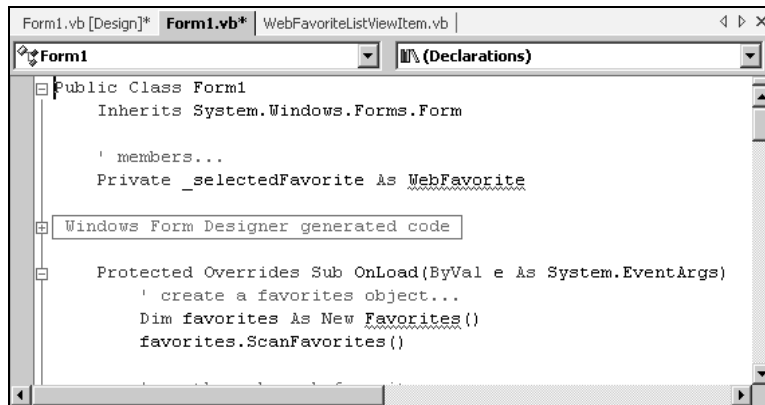 Form1.vb [Design]* Form1.vb* WebFavoriteListViewItem.vb
Form1 (Declarations)
Public Class Form1
Inherits System.Windows.Forms.Form
' members...
Private _selectedFavorite As WebFavorite
Windows Form Designer generated code
Protected Overrides Sub OnLoad(ByVal e As System.EventArgs)
' create a favorites object...
Dim favorites As New Favorites()
favorites.ScanFavorites()